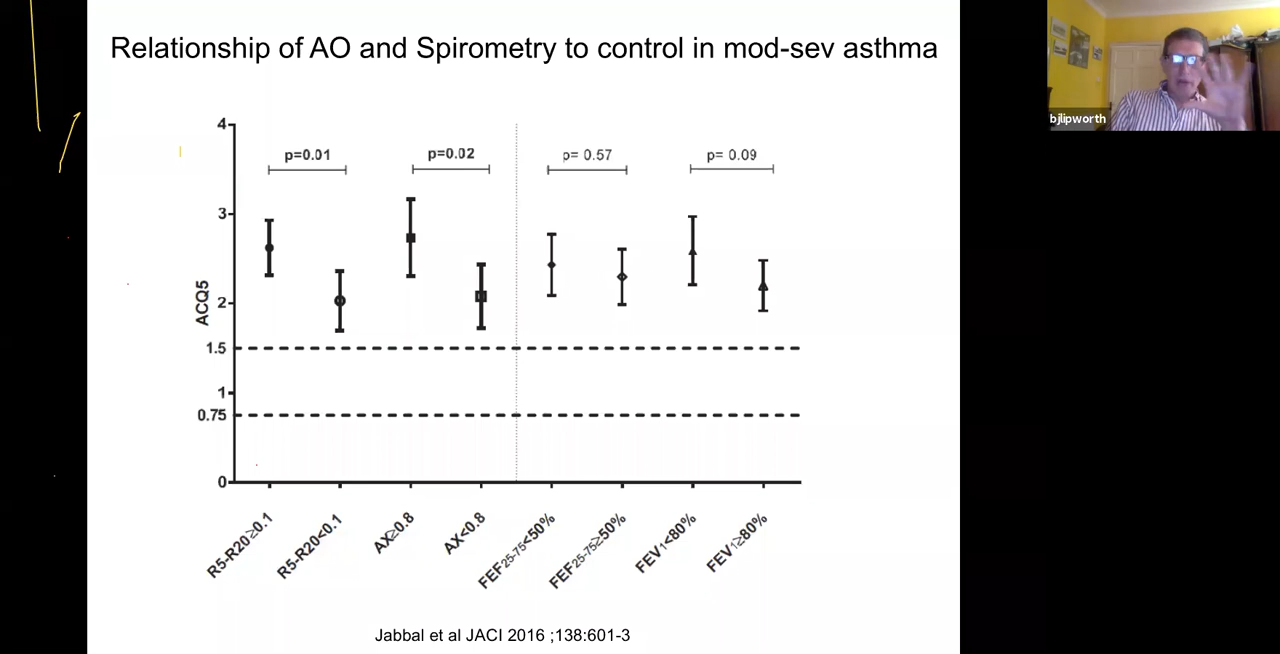 Relationship of AO and Spirometry to control in mod-sev asthma
bjlipworth
4
p=0.01
p=0.02
p= 0.57
p= 0.09
3
ACQ5
2
1.5
1
0.75
0
R5-R20≥0.1
R5-R20<0.1
AX≥0.8
AX<0.8
FEF25-75<50%
FEF25-75≥50%
FEV1<80%
FEV1≥80%
Jabbal et al JACI 2016 ;138:601-3